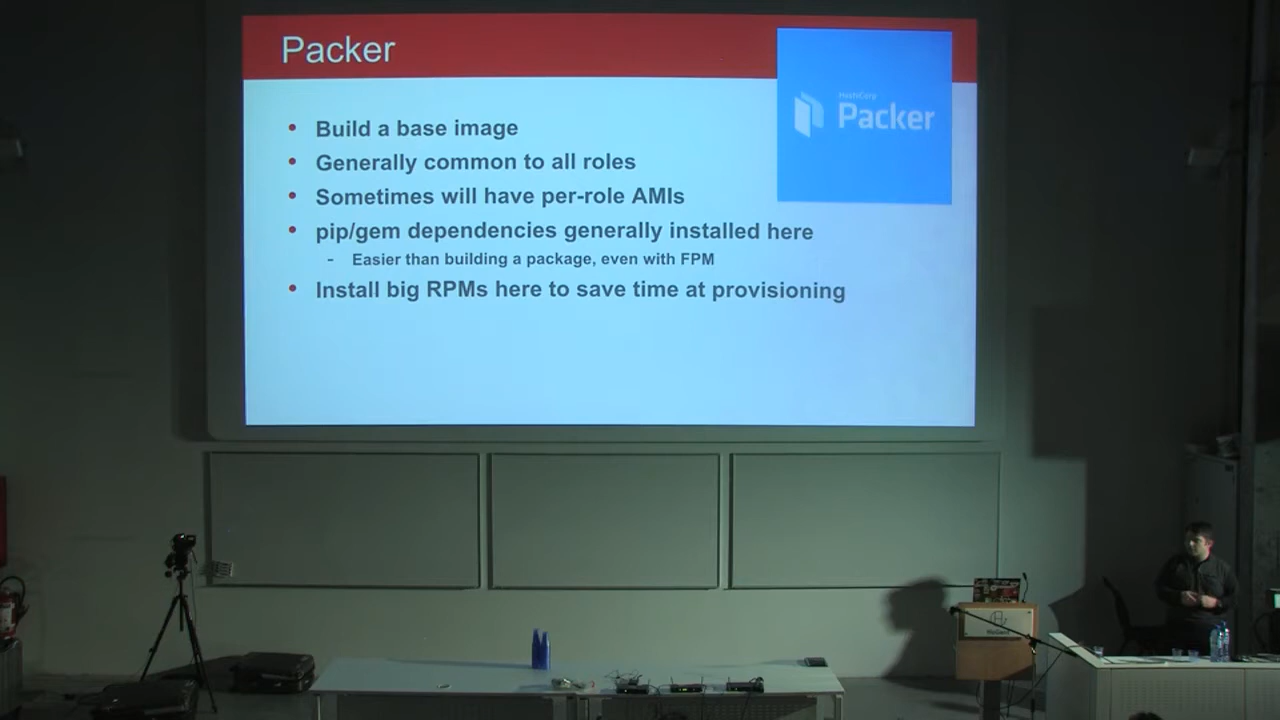 Packer
HashiCorp
Packer
• Build a base image
• Generally common to all roles
• Sometimes will have per-role AMIs
• pip/gem dependencies generally installed here
- Easier than building a package, even with FPM
• Install big RPMs here to save time at provisioning